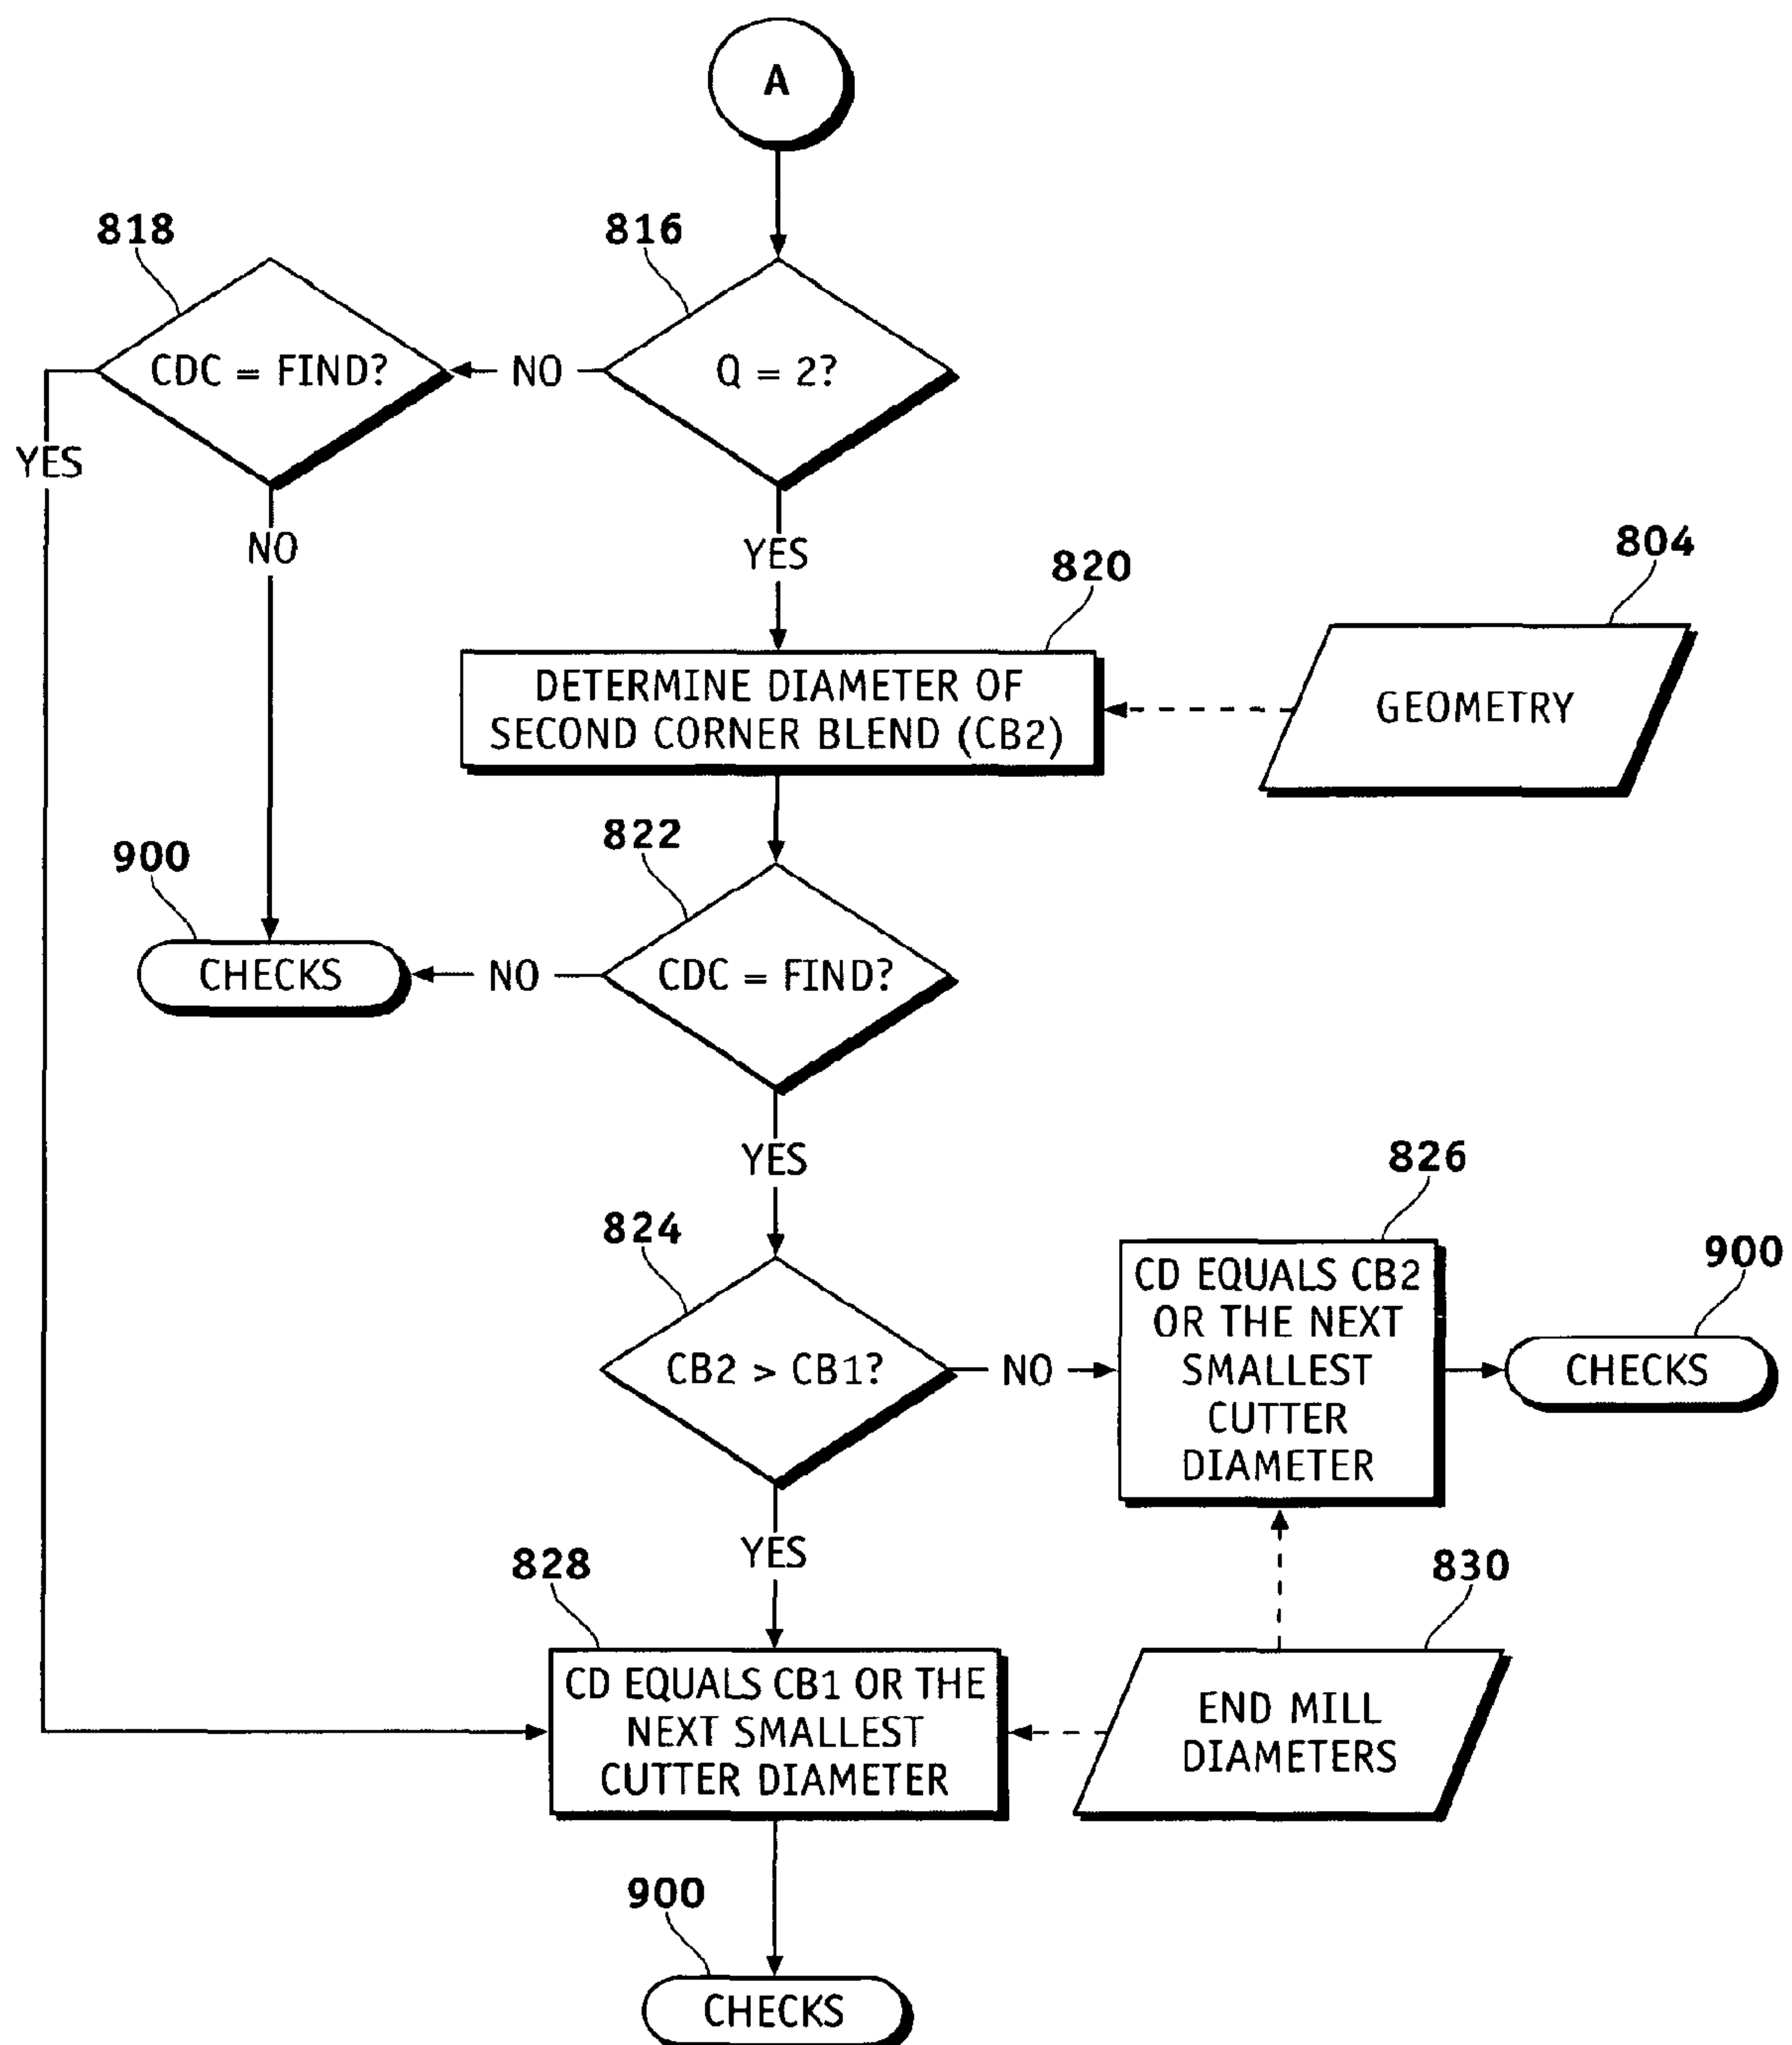 A
818
816
CDC = FIND?
NO
Q = 2?
YES
NO
YES
820
804
DETERMINE DIAMETER OF
SECOND CORNER BLEND (CB2)
GEOMETRY
822
900
CHECKS
NO
CDC = FIND?
YES
826
824
900
CD EQUALS CB2
OR THE NEXT
SMALLEST
CUTTER
DIAMETER
CB2 > CB1?
NO
CHECKS
YES
828
830
CD EQUALS CB1 OR THE
NEXT SMALLEST
CUTTER DIAMETER
END MILL
DIAMETERS
900
CHECKS